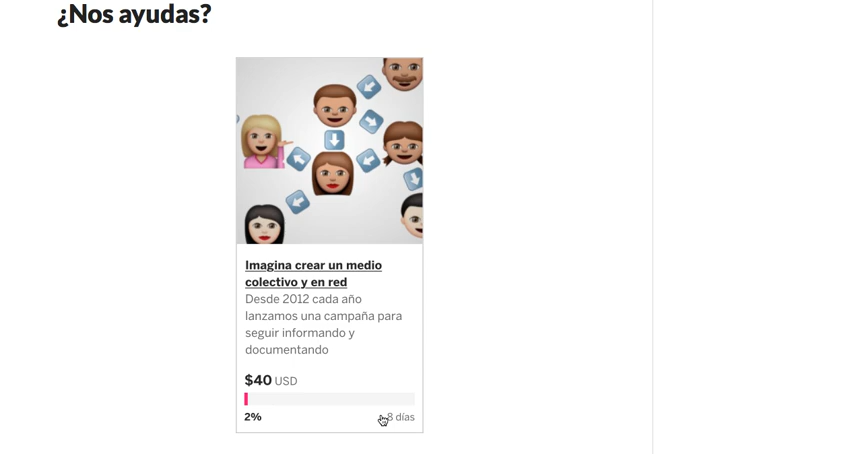 ¿Nos ayudas?
Imagina crear un medio
colectivo y en red
Desde 2012 cada año
lanzamos una campaña para
seguir informando y
documentando
$40 USD
2%
8 días